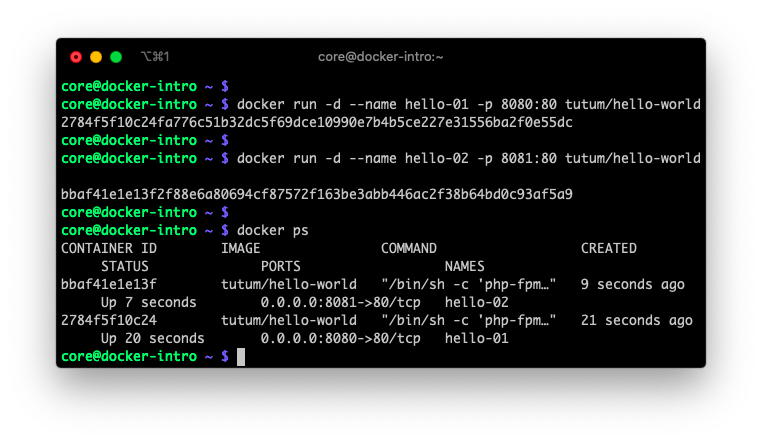 ⌥⌘1 core@docker-intro:~
core@docker-intro ~ $
core@docker-intro ~ $ docker run -d --name hello-01 -p 8080:80 tutum/hello-world
2784f5f10c24fa776c51b32dc5f69dce10990e7b4b5ce227e31556ba2f0e55dc
core@docker-intro ~ $
core@docker-intro ~ $ docker run -d --name hello-02 -p 8081:80 tutum/hello-world
bbaf41e1e13f2f88e6a80694cf87572f163be3abb446ac2f38b64bd0c93af5a9
core@docker-intro ~ $
core@docker-intro ~ $ docker ps
CONTAINER ID        IMAGE               COMMAND                  CREATED
     STATUS              PORTS                  NAMES
bbaf41e1e13f        tutum/hello-world   "/bin/sh -c 'php-fpm…"   9 seconds ago
     Up 7 seconds        0.0.0.0:8081->80/tcp   hello-02
2784f5f10c24        tutum/hello-world   "/bin/sh -c 'php-fpm…"   21 seconds ago
     Up 20 seconds       0.0.0.0:8080->80/tcp   hello-01
core@docker-intro ~ $